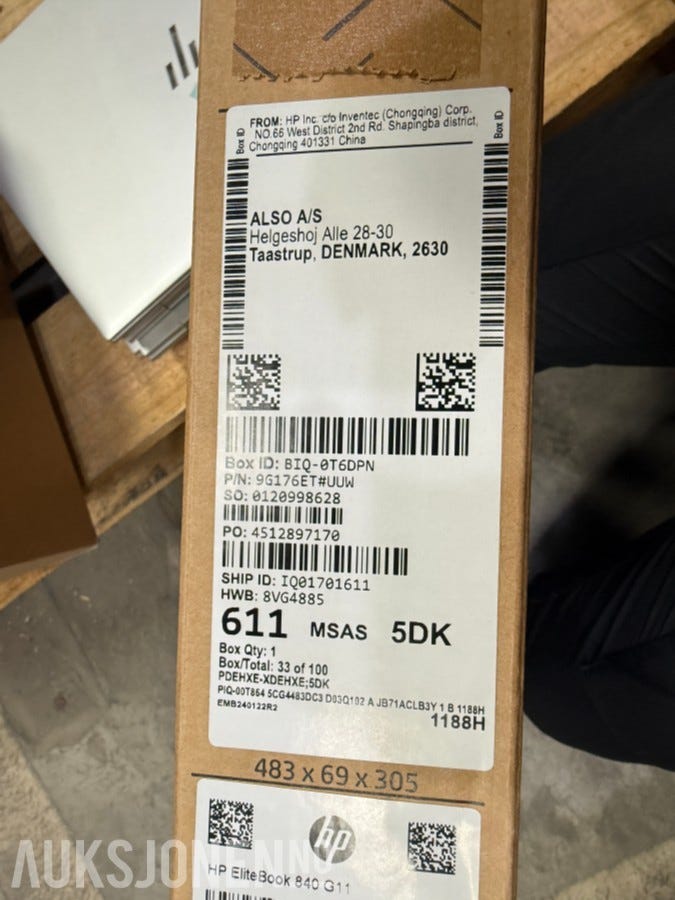 FROM: HP Inc. c/o Inventec (Chongqing) Corp.
NO.66 West District 2nd Rd. Shapingba district,
Chongqing 401331 China
Box ID
Box ID
ALSO A/S
Helgeshoj Alle 28-30
Taastrup, DENMARK, 2630
Box ID: BIQ-0T6DPN
P/N: 9G176ET#UUW
SO: 0120998628
PO: 4512897170
SHIP ID: IQ01701611
HWB: 8VG4885
611 MSAS 5DK
Box Qty: 1
Box/Total: 33 of 100
PDEHXE-XDEHXE;5DK
PIQ-00T854 5CG4483DC3 D03Q102 A JB71ACLB3Y 1 B 1188H
EMB240122R2
1188H
483 x 69 x 305
hp
HP EliteBook 840 G11
AUKSJONEN.NO